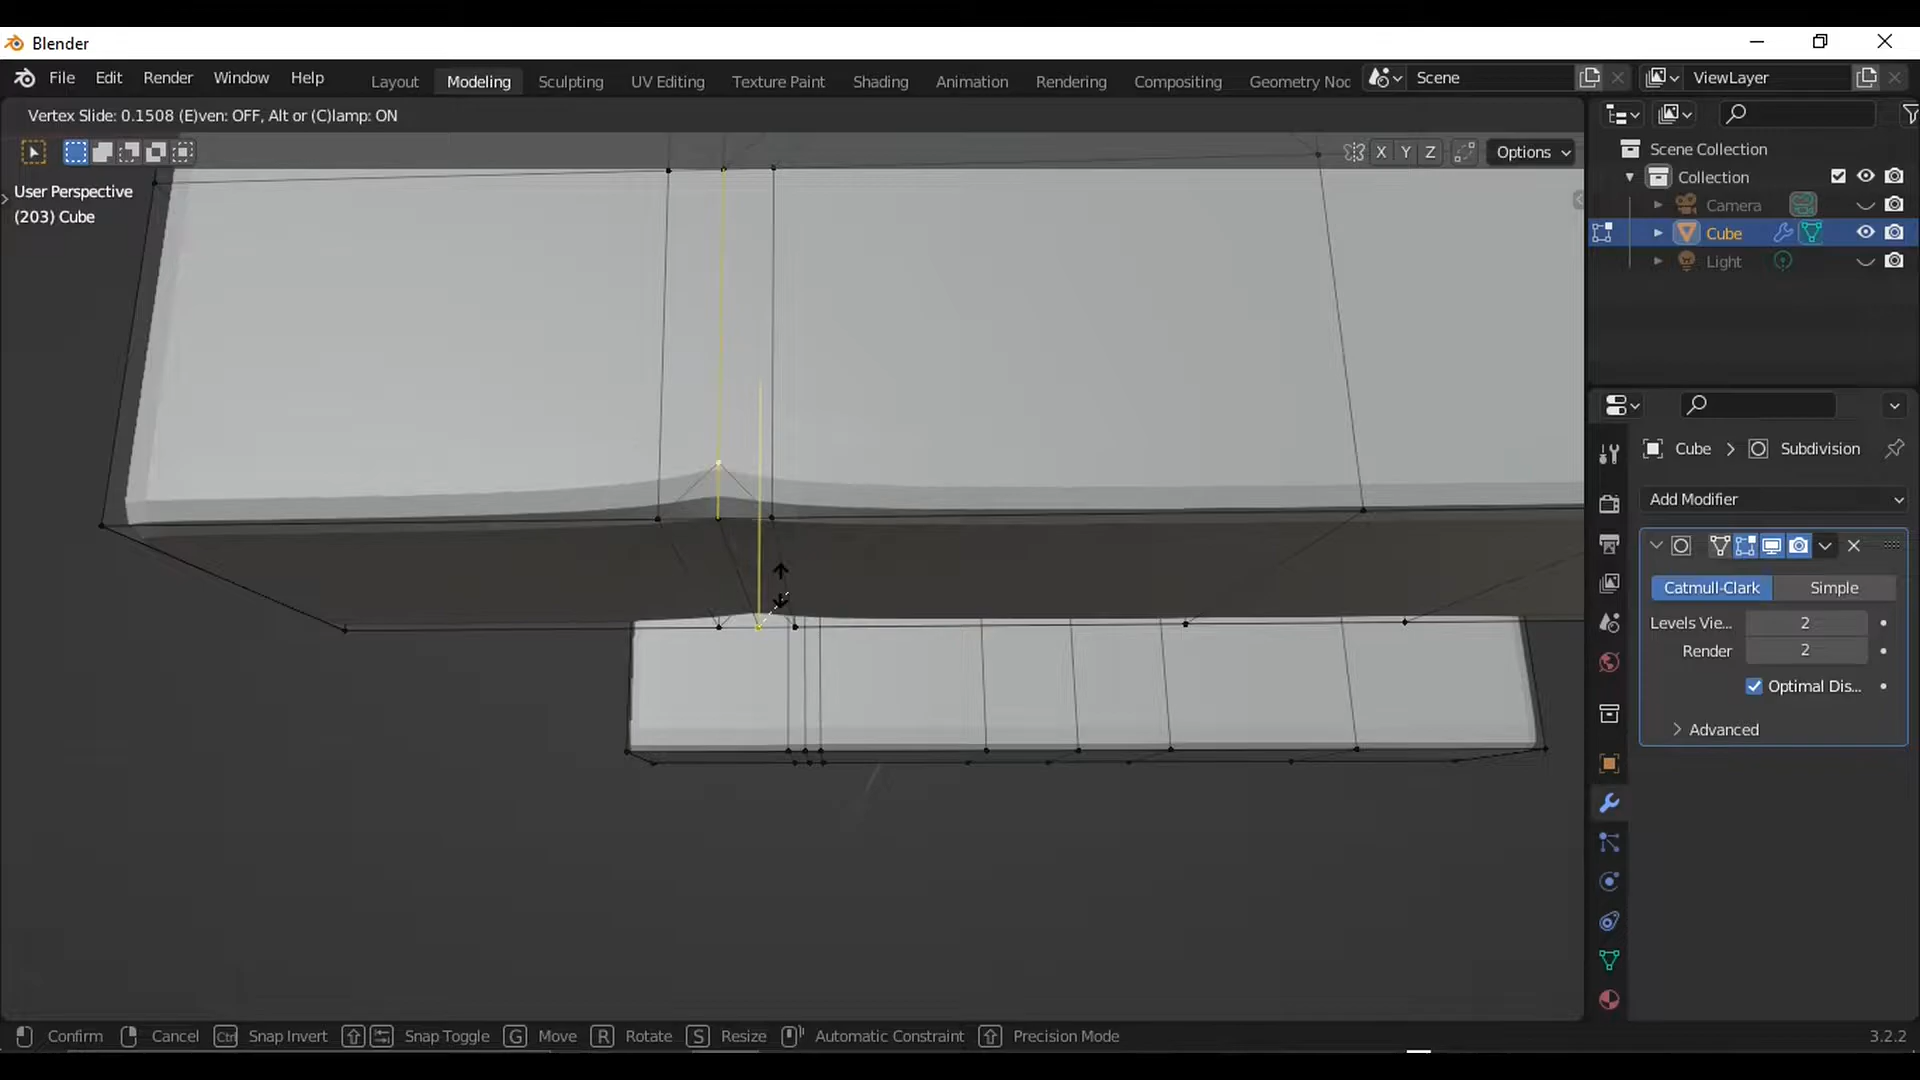 Blender
File Edit Render Window Help Layout Modeling Sculpting UV Editing Texture Paint Shading Animation Rendering Compositing Geometry Noc Scene ViewLayer
Vertex Slide: 0.1508 (E)ven: OFF, Alt or (C)lamp: ON
X Y Z Options
User Perspective
(203) Cube
Scene Collection
Collection
Camera
Cube
Light
Cube > Subdivision
Add Modifier
Catmull-Clark Simple
Levels Vie... 2
Render 2
Optimal Dis...
Advanced
Confirm Cancel Ctrl Snap Invert Snap Toggle G Move R Rotate S Resize Automatic Constraint Precision Mode 3.2.2